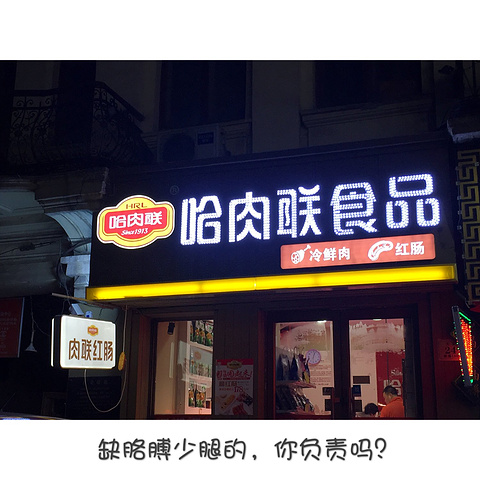 HRL
哈肉联
Since1913
哈肉联食品
冷鲜肉
红肠
肉联红肠
缺胳膊少腿的，你负责吗？